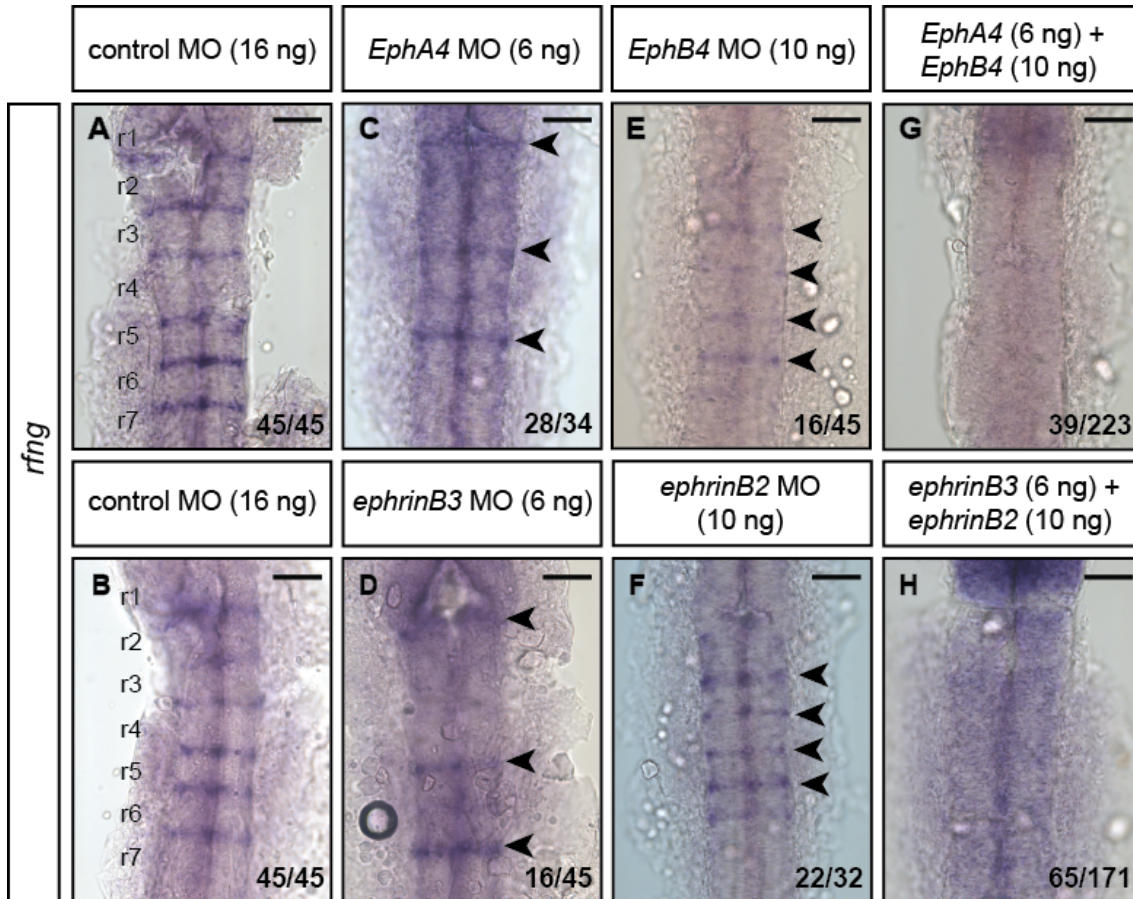 control MO (16 ng)
EphA4 MO (6 ng)
EphB4 MO (10 ng)
EphA4 (6 ng) +
EphB4 (10 ng)
rfng
A
r1
r2
r3
r4
r5
r6
r7
45/45
C
28/34
E
16/45
G
39/223
control MO (16 ng)
ephrinB3 MO (6 ng)
ephrinB2 MO
(10 ng)
ephrinB3 (6 ng) +
ephrinB2 (10 ng)
B
r1
r2
r3
r4
r5
r6
r7
45/45
D
16/45
F
22/32
H
65/171